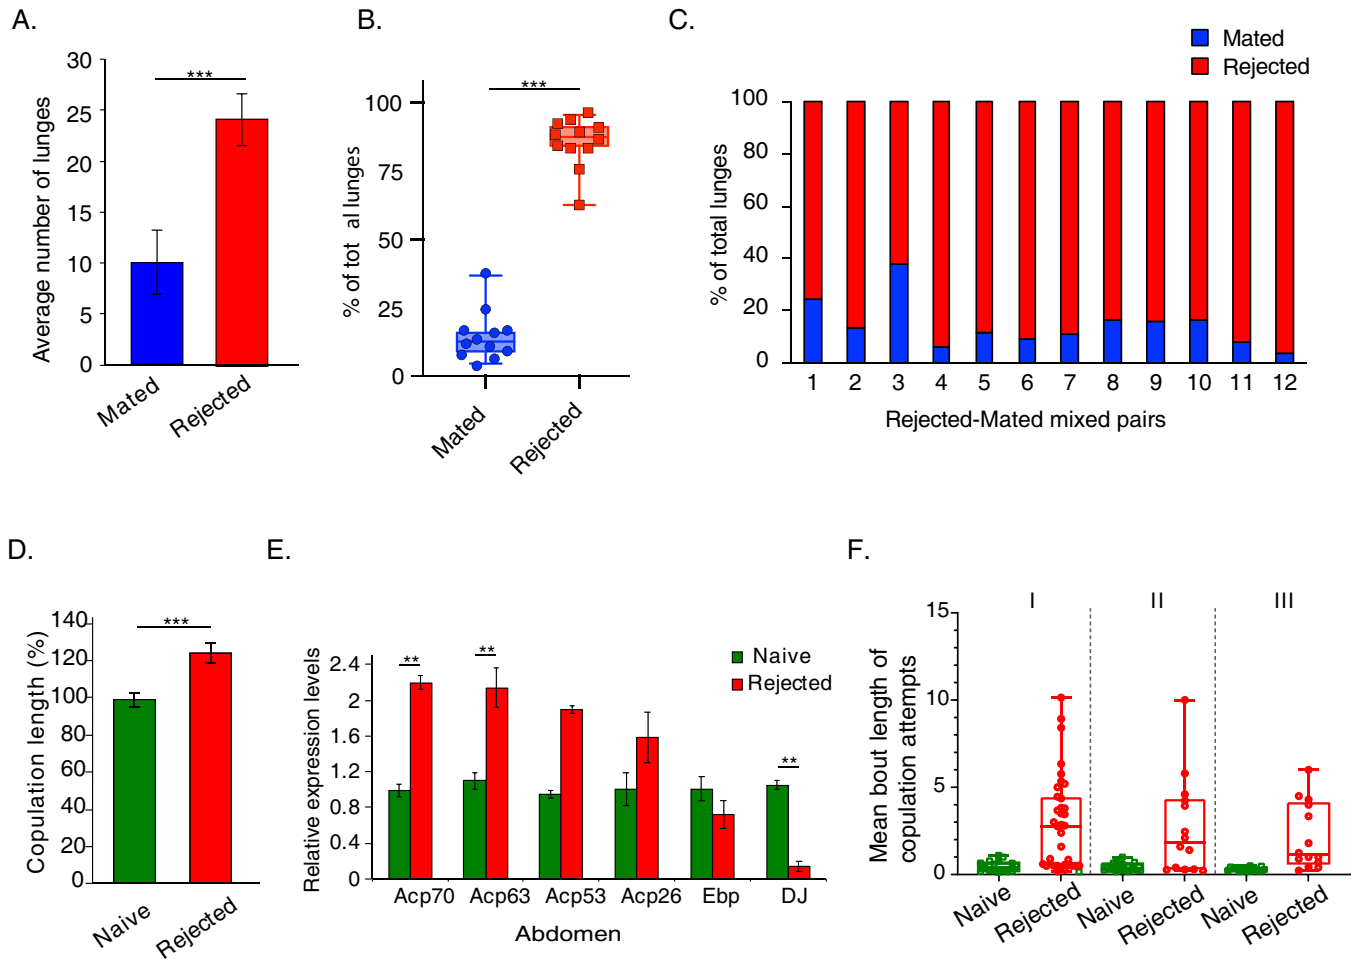 A.
B.
C.
Mated
Rejected
Average number of lunges
30
25
20
15
10
5
0
***
Mated
Rejected
% of tot al lunges
100
75
50
25
0
***
Mated
Rejected
% of total lunges
100
80
60
40
20
0
1 2 3 4 5 6 7 8 9 10 11 12
Rejected-Mated mixed pairs
D.
E.
F.
Copulation length (%)
140
120
100
80
60
40
20
0
***
Naive
Rejected
Relative expression levels
2.4
2
1.6
1.2
0.8
0.4
0
**
**
**
Naive
Rejected
Acp70 Acp63 Acp53 Acp26 Ebp DJ
Abdomen
Mean bout length of
copulation attempts
15
10
5
0
I II III
Naive
Rejected
Naive
Rejected
Naive
Rejected